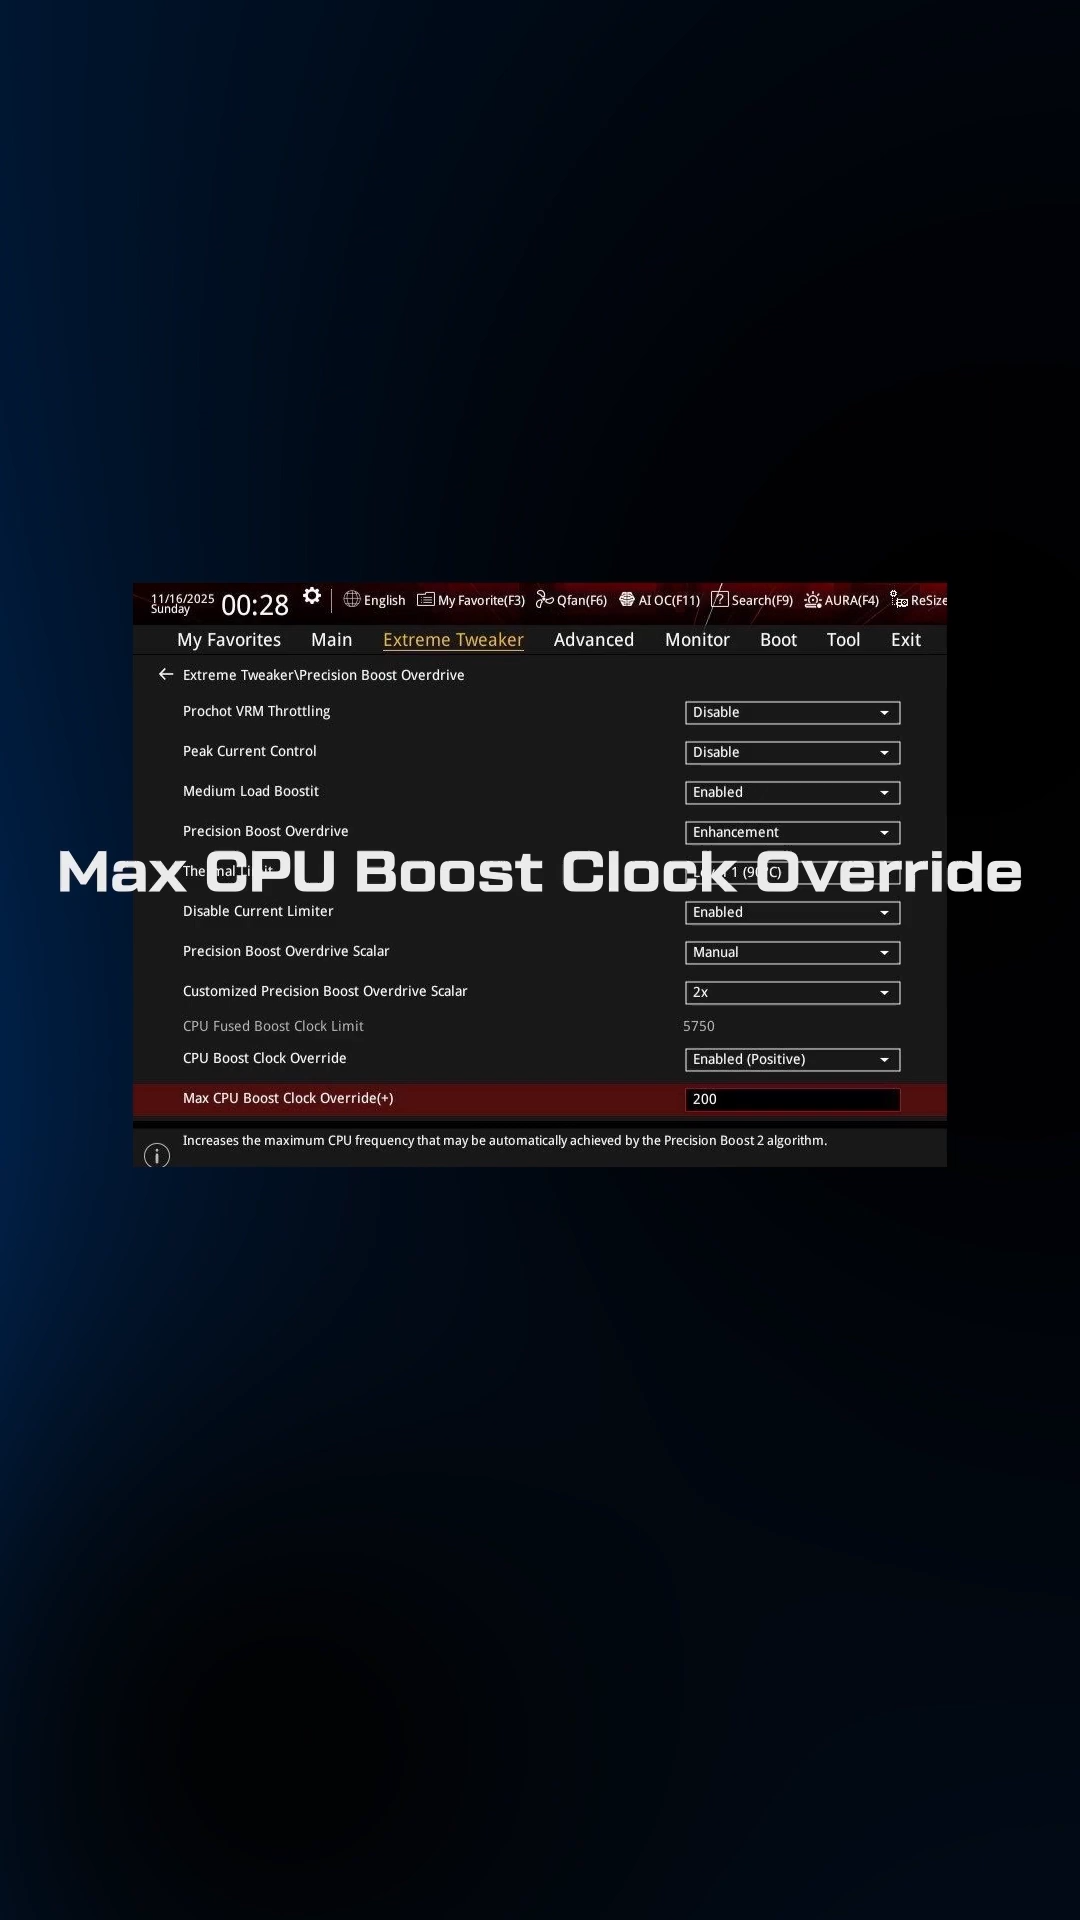 11/16/2025
Sunday
00:28
English
My Favorite(F3)
Qfan(F6)
AI OC(F11)
Search(F9)
AURA(F4)
ReSize
My Favorites Main Extreme Tweaker Advanced Monitor Boot Tool Exit
Extreme Tweaker\Precision Boost Overdrive
Prochot VRM Throttling Disable
Peak Current Control Disable
Medium Load Boostit Enabled
Precision Boost Overdrive Enhancement
Max CPU Boost Clock Override
Thermal Limit Level 1 (90°C)
Disable Current Limiter Enabled
Precision Boost Overdrive Scalar Manual
Customized Precision Boost Overdrive Scalar 2x
CPU Fused Boost Clock Limit 5750
CPU Boost Clock Override Enabled (Positive)
Max CPU Boost Clock Override(+) 200
Increases the maximum CPU frequency that may be automatically achieved by the Precision Boost 2 algorithm.